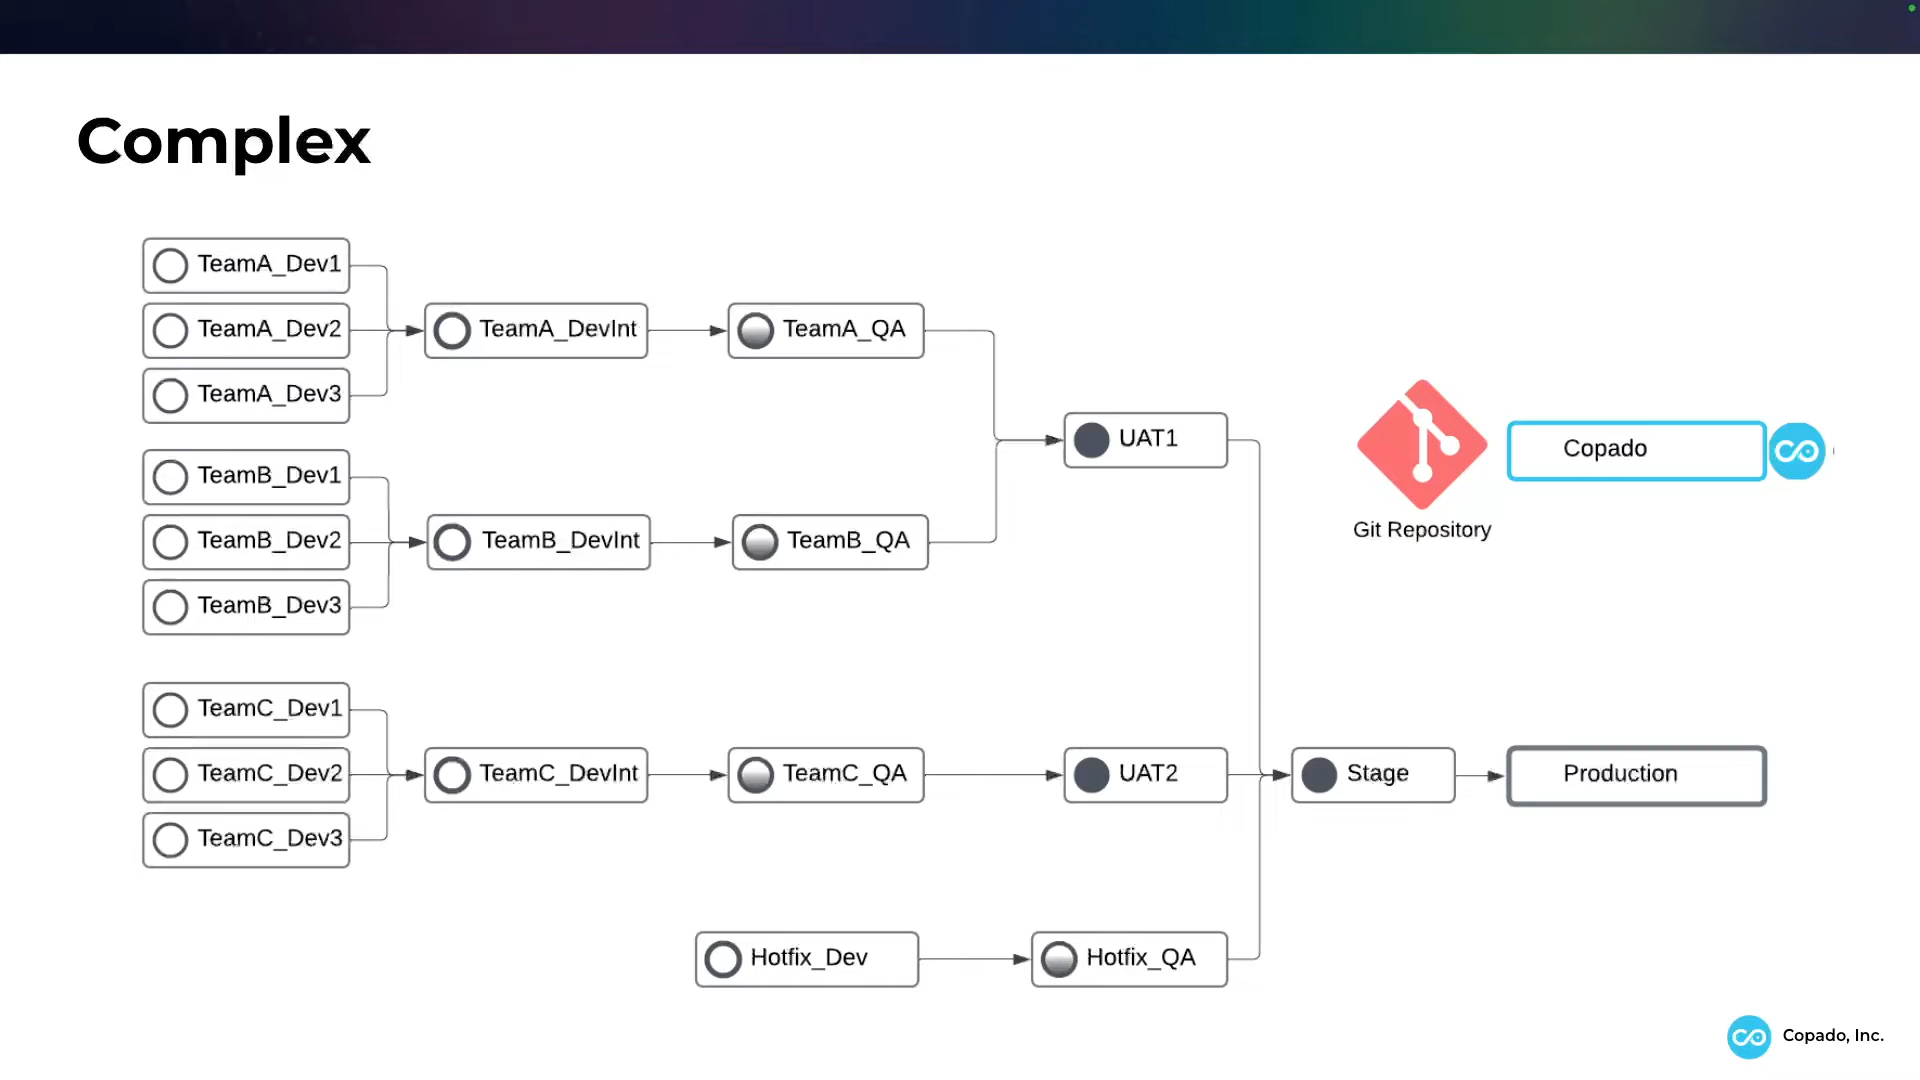 Complex
TeamA_Dev1
TeamA_Dev2
TeamA_Dev3
TeamA_DevInt
TeamA_QA
TeamB_Dev1
TeamB_Dev2
TeamB_Dev3
TeamB_DevInt
TeamB_QA
UAT1
Git Repository
Copado
TeamC_Dev1
TeamC_Dev2
TeamC_Dev3
TeamC_DevInt
TeamC_QA
UAT2
Stage
Production
Hotfix_Dev
Hotfix_QA
Copado, Inc.